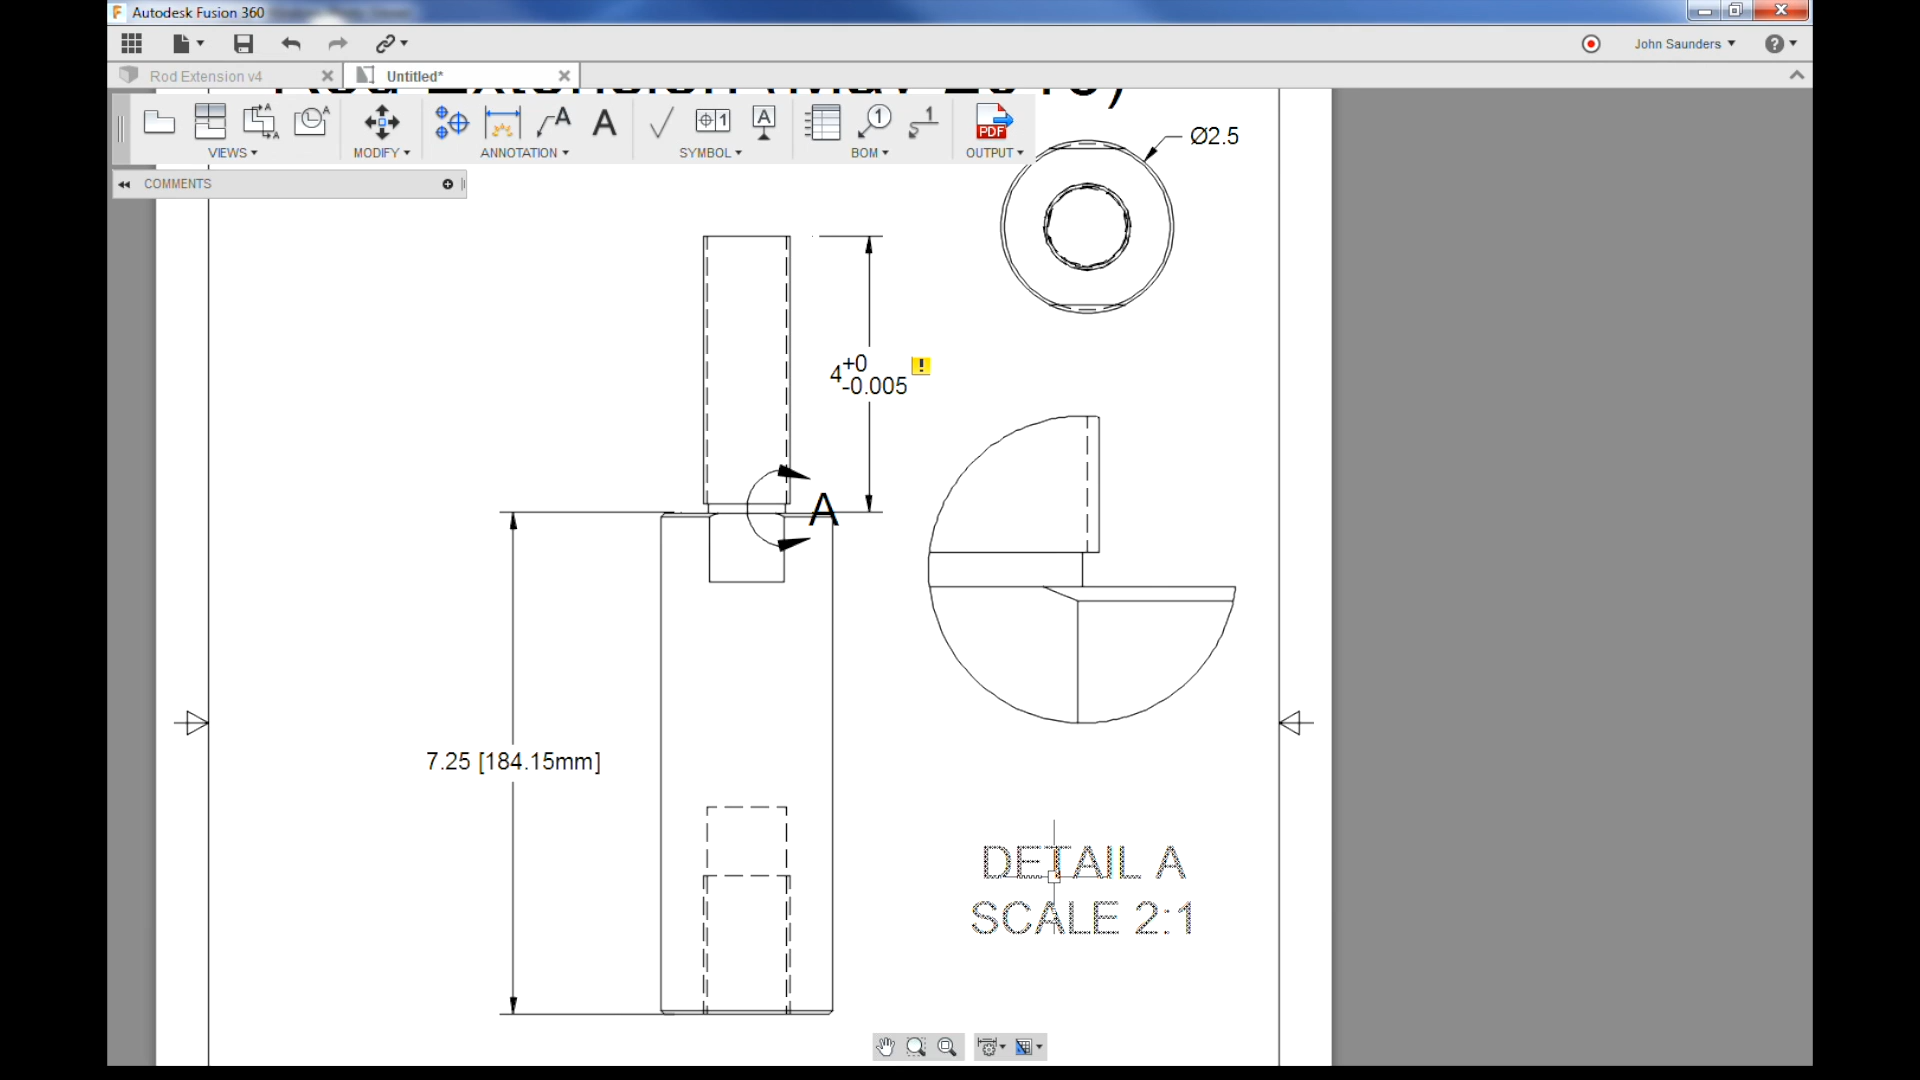 Autodesk Fusion 360
John Saunders
Rod Extension v4
Untitled*
VIEWS
MODIFY
ANNOTATION
SYMBOL
BOM
OUTPUT
PDF
COMMENTS
Ø2.5
4 +0
-0.005
A
7.25 [184.15mm]
DETAIL A
SCALE 2:1